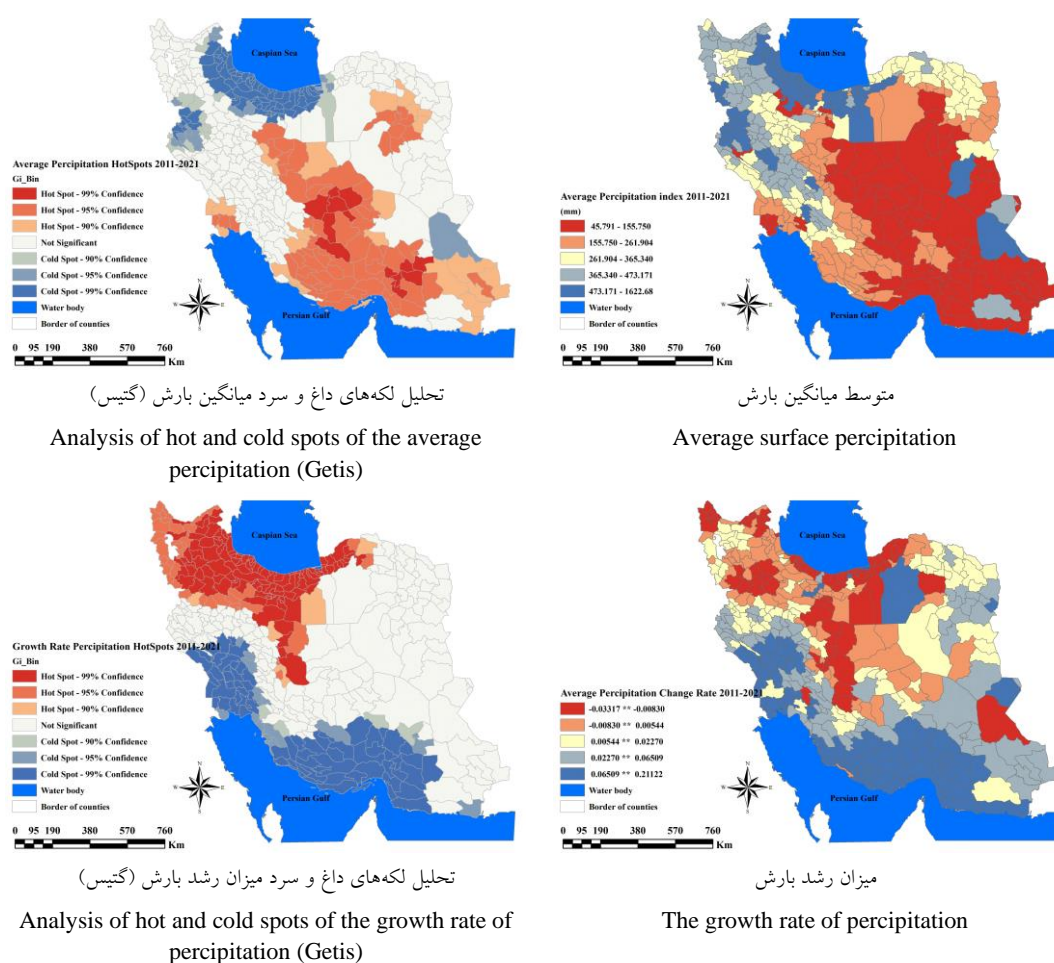 Caspian Sea
Average Percipitation HotSpots 2011-2021
Gi_Bin
Hot Spot - 99% Confidence
Hot Spot - 95% Confidence
Hot Spot - 90% Confidence
Not Significant
Cold Spot - 90% Confidence
Cold Spot - 95% Confidence
Cold Spot - 99% Confidence
Water body
Border of counties
N
W E
S
Persian Gulf
0 95 190 380 570 760
Km
تحلیل لکه‌های داغ و سرد میانگین بارش (گتیس)
Analysis of hot and cold spots of the average
percipitation (Getis)
Caspian Sea
Average Percipitation index 2011-2021
(mm)
45.791 - 155.750
155.750 - 261.904
261.904 - 365.340
365.340 - 473.171
473.171 - 1622.68
Water body
Border of counties
N
W E
S
Persian Gulf
0 95 190 380 570 760
Km
متوسط میانگین بارش
Average surface percipitation
Caspian Sea
Growth Rate Percipitation HotSpots 2011-2021
Gi_Bin
Hot Spot - 99% Confidence
Hot Spot - 95% Confidence
Hot Spot - 90% Confidence
Not Significant
Cold Spot - 90% Confidence
Cold Spot - 95% Confidence
Cold Spot - 99% Confidence
Water body
Border of counties
N
W E
S
Persian Gulf
0 95 190 380 570 760
Km
تحلیل لکه‌های داغ و سرد میزان رشد بارش (گتیس)
Analysis of hot and cold spots of the growth rate of
percipitation (Getis)
Caspian Sea
Average Percipitation Change Rate 2011-2021
-0.03317 ** -0.00830
-0.00830 ** 0.00544
0.00544 ** 0.02270
0.02270 ** 0.06509
0.06509 ** 0.21122
Water body
Border of counties
N
W E
S
Persian Gulf
0 95 190 380 570 760
Km
میزان رشد بارش
The growth rate of percipitation